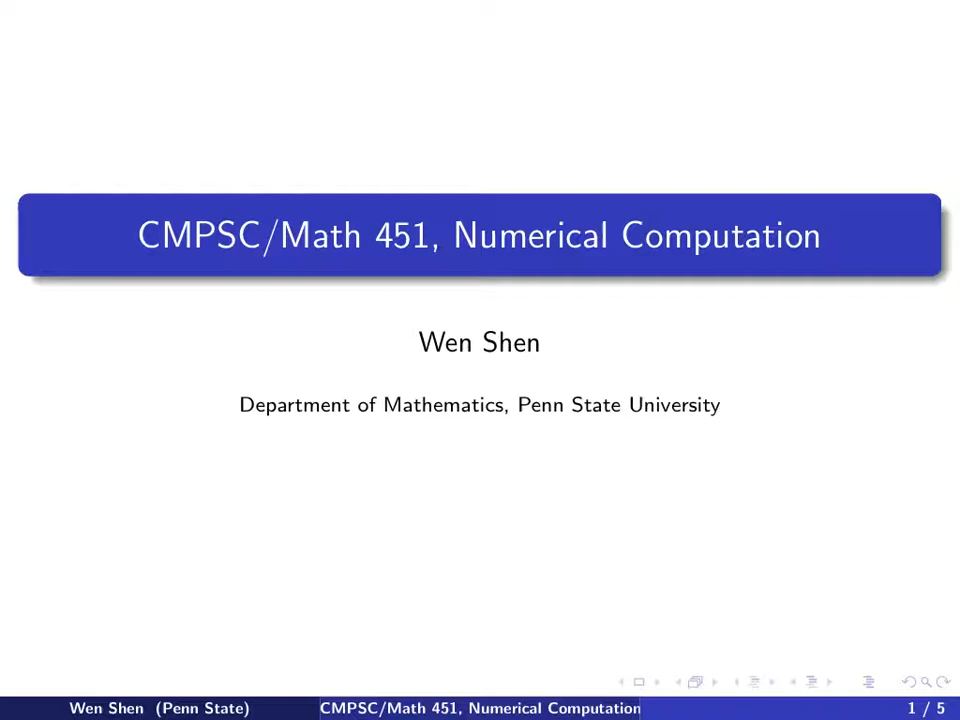 CMPSC/Math 451, Numerical Computation
Wen Shen
Department of Mathematics, Penn State University
Wen Shen (Penn State) CMPSC/Math 451, Numerical Computation 1 / 5